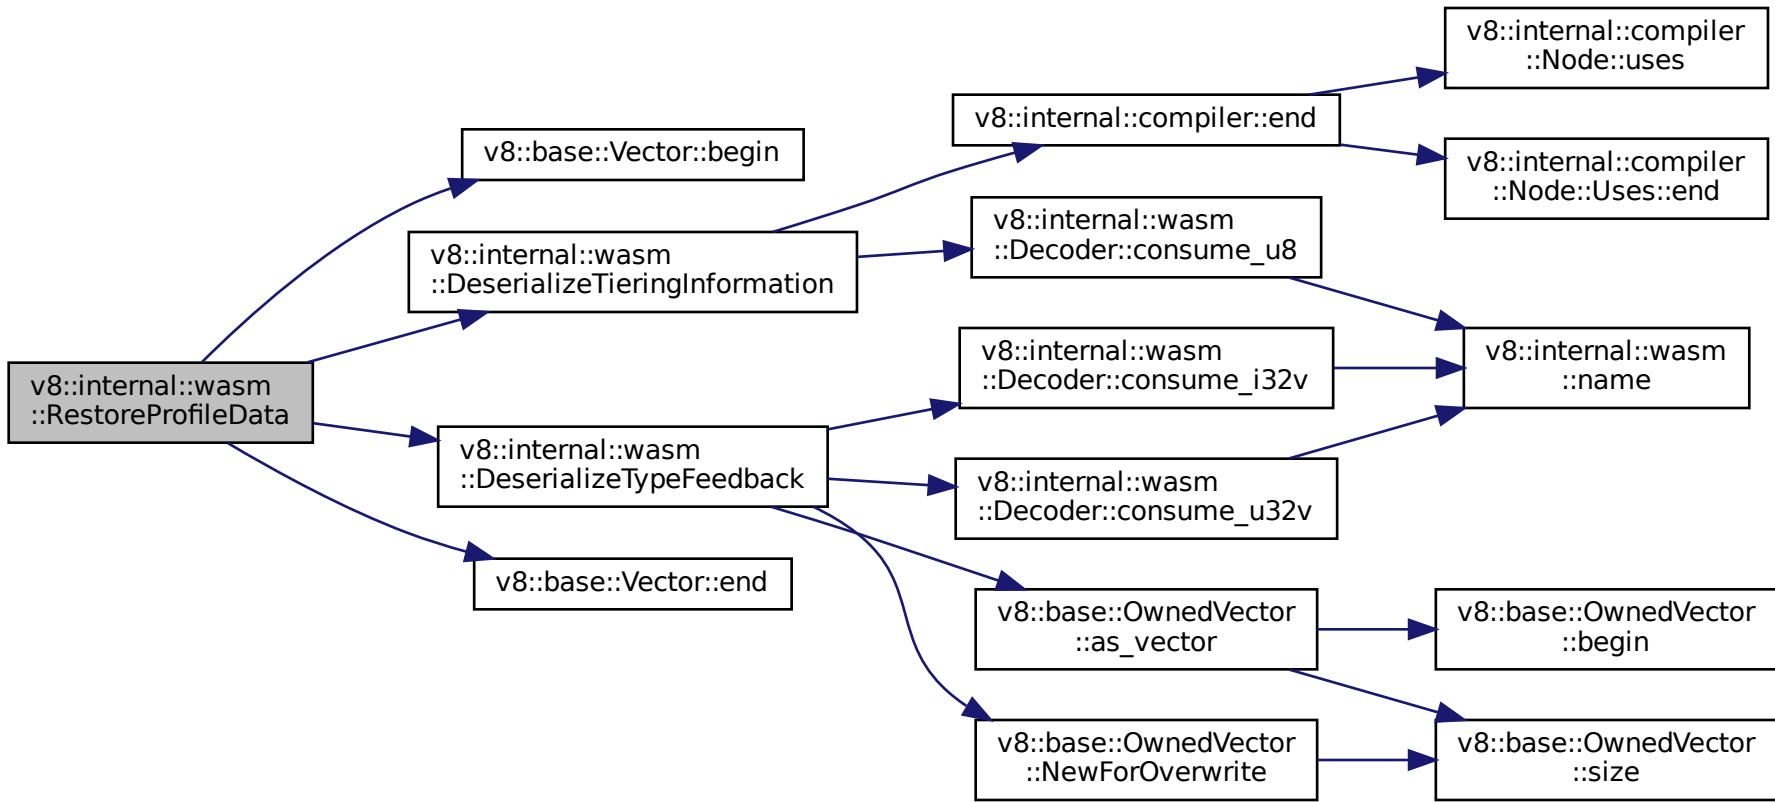 v8::internal::wasm
::RestoreProfileData
v8::base::Vector::begin
v8::internal::wasm
::DeserializeTieringInformation
v8::internal::wasm
::DeserializeTypeFeedback
v8::base::Vector::end
v8::internal::compiler::end
v8::internal::wasm
::Decoder::consume_u8
v8::internal::wasm
::Decoder::consume_i32v
v8::internal::wasm
::Decoder::consume_u32v
v8::base::OwnedVector
::as_vector
v8::base::OwnedVector
::NewForOverwrite
v8::internal::compiler
::Node::uses
v8::internal::compiler
::Node::Uses::end
v8::internal::wasm
::name
v8::base::OwnedVector
::begin
v8::base::OwnedVector
::size